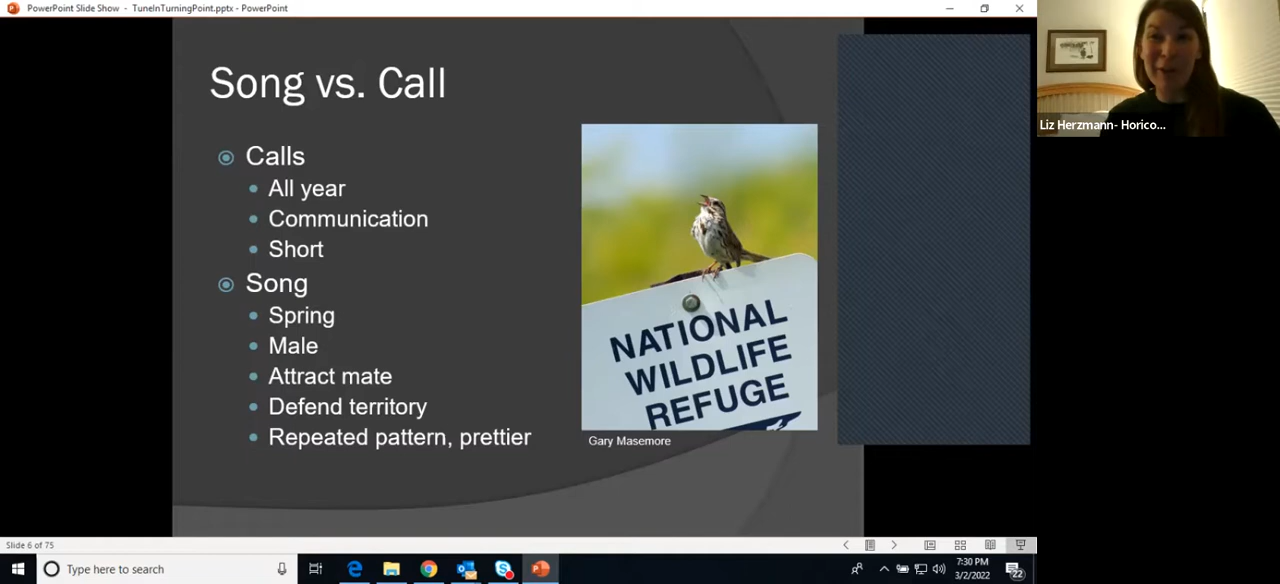 PowerPoint Slide Show - TuneInTurningPoint.pptx - PowerPoint
Song vs. Call
Calls
All year
Communication
Short
Song
Spring
Male
Attract mate
Defend territory
Repeated pattern, prettier
NATIONAL
WILDLIFE
REFUGE
Gary Masemore
Liz Herzmann- Horico...
Slide 6 of 75
Type here to search
7:30 PM
3/2/2022
22